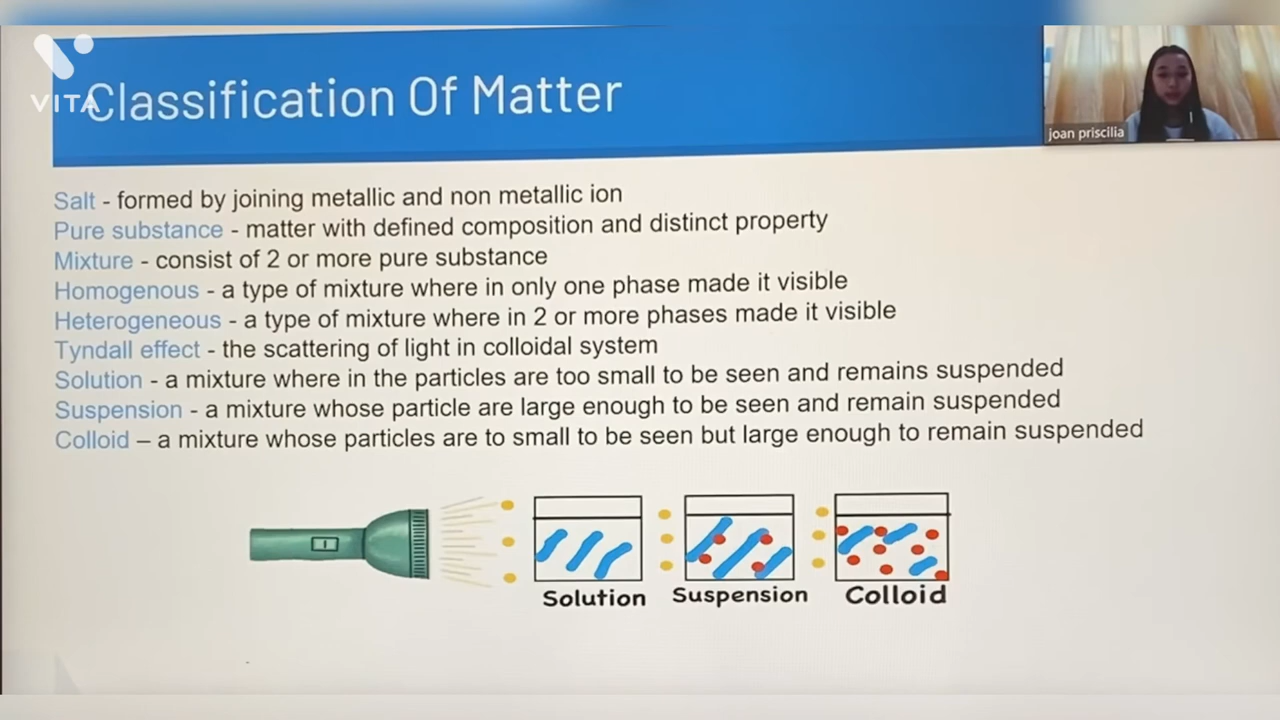 VITA
Classification Of Matter
joan priscilia
Salt - formed by joining metallic and non metallic ion
Pure substance - matter with defined composition and distinct property
Mixture - consist of 2 or more pure substance
Homogenous - a type of mixture where in only one phase made it visible
Heterogeneous - a type of mixture where in 2 or more phases made it visible
Tyndall effect - the scattering of light in colloidal system
Solution - a mixture where in the particles are too small to be seen and remains suspended
Suspension - a mixture whose particle are large enough to be seen and remain suspended
Colloid – a mixture whose particles are to small to be seen but large enough to remain suspended
Solution Suspension Colloid